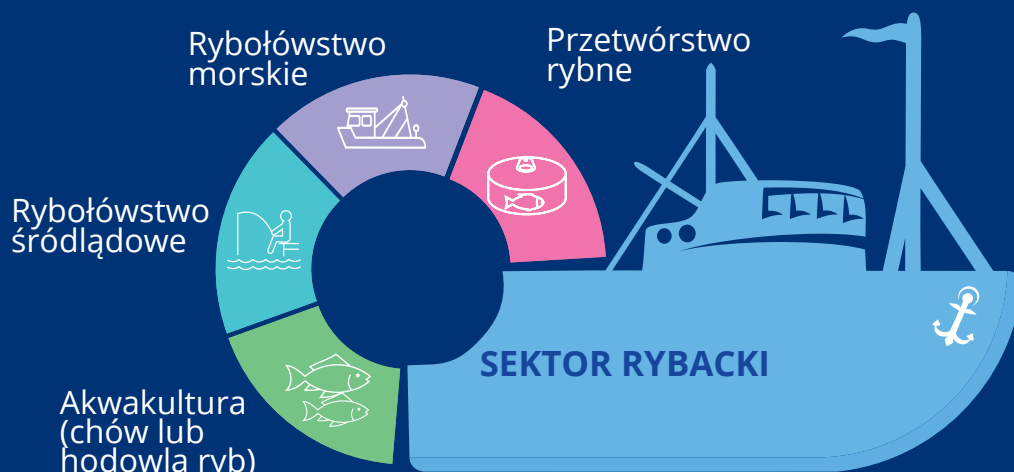 Rybołówstwo
morskie
Przetwórstwo
rybne
Rybołówstwo
śródlądowe
SEKTOR RYBACKI
Akwakultura
(chów lub
hodowla ryb)